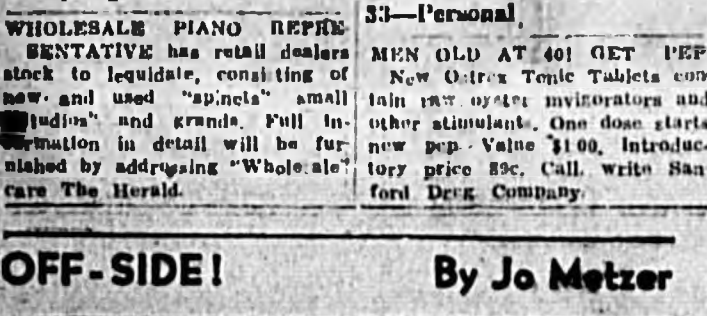 WHOLESALE PIANO REPRE-
SENTATIVE has retail dealers
stock to lequidate, consisting of
new and used "spinets" small
"studios" and grands. Full In-
formation in detail will be fur-
nished by addressing "Wholesale"
care The Herald.
33—Personal
MEN OLD AT 40! GET PEP
New Ostrex Tonic Tablets con-
tain raw oyster invigorators and
other stimulants. One dose starts
new pep. Value $1.00. Introduc-
tory price 89c. Call, write San-
ford Drug Company.
OFF-SIDE!
By Jo Metzer